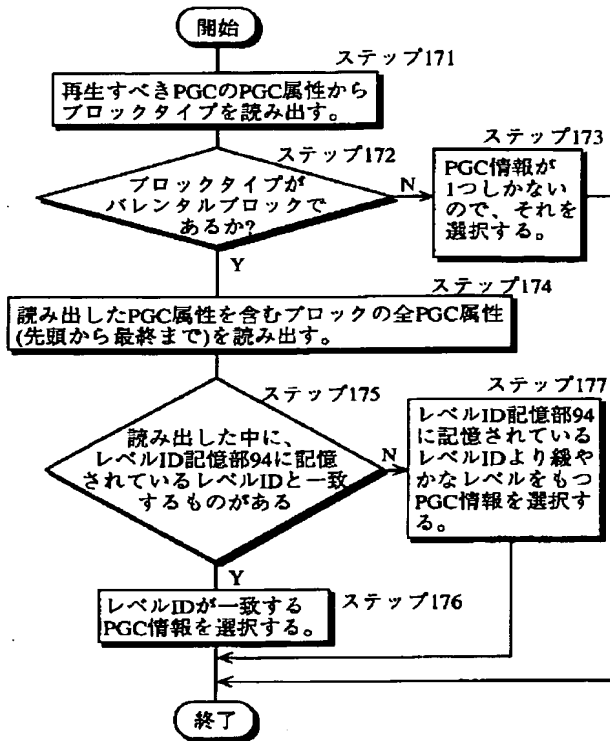 開始
ステップ171
再生すべきPGCのPGC属性から
ブロックタイプを読み出す。
ステップ172
ブロックタイプが
バレンタルブロックで
あるか?
N
Y
ステップ173
PGC情報が
1つしかない
ので、それを
選択する。
ステップ174
読み出したPGC属性を含むブロックの全PGC属性
(先頭から最終まで)を読み出す。
ステップ175
読み出した中に、
レベルID記憶部94に記憶
されているレベルIDと一致
するものがある
N
Y
ステップ177
レベルID記憶部94
に記憶されている
レベルIDより緩や
かなレベルをもつ
PGC情報を選択す
る。
ステップ176
レベルIDが一致する
PGC情報を選択する。
終了